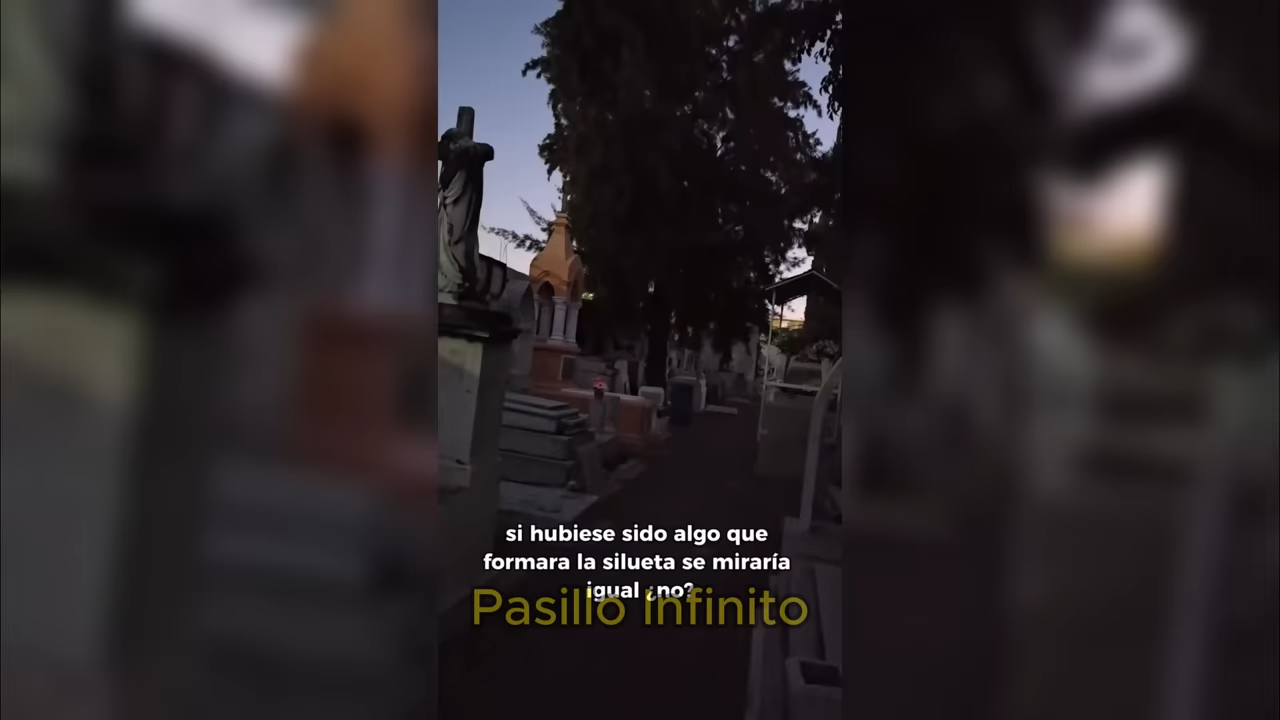 si hubiese sido algo que
formara la silueta se miraría
igual ¿no?
Pasillo Infinito